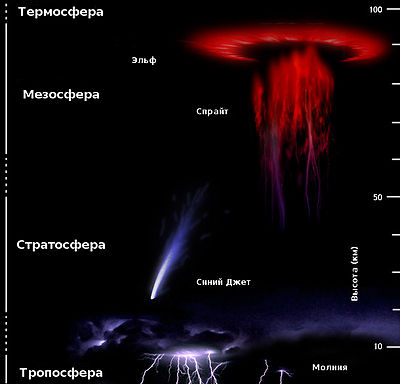 Термосфера
100
Эльф
Мезосфера
Спрайт
50
Стратосфера
Синий Джет
Высота (км)
10
Молния
Тропосфера